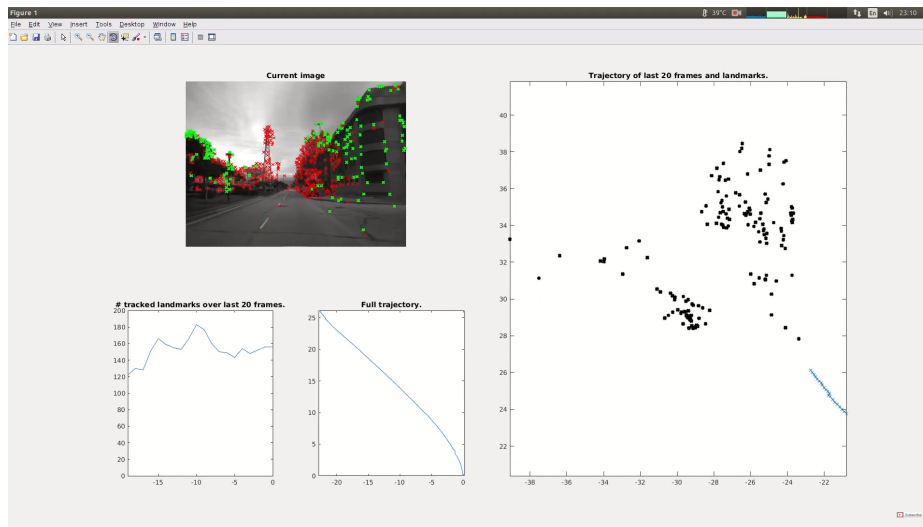 Figure 1
39°C
En
23:10
File Edit View Insert Tools Desktop Window Help
Current image
Trajectory of last 20 frames and landmarks.
40
38
36
34
32
30
28
26
24
22
-38 -36 -34 -32 -30 -28 -26 -24 -22
# tracked landmarks over last 20 frames.
200
180
160
140
120
100
80
60
40
20
0
-15 -10 -5 0
Full trajectory.
25
20
15
10
5
0
-20 -15 -10 -5 0